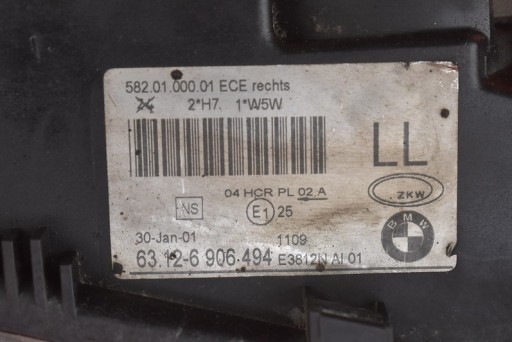 582.01.000.01 ECE rechts
2*H7. 1*W5W
LL
04 HCR PL 02 A
ZKW
NS
E1 25
BMW
30-Jan-01 1109
63.12-6 906.494 E3812N AI 01